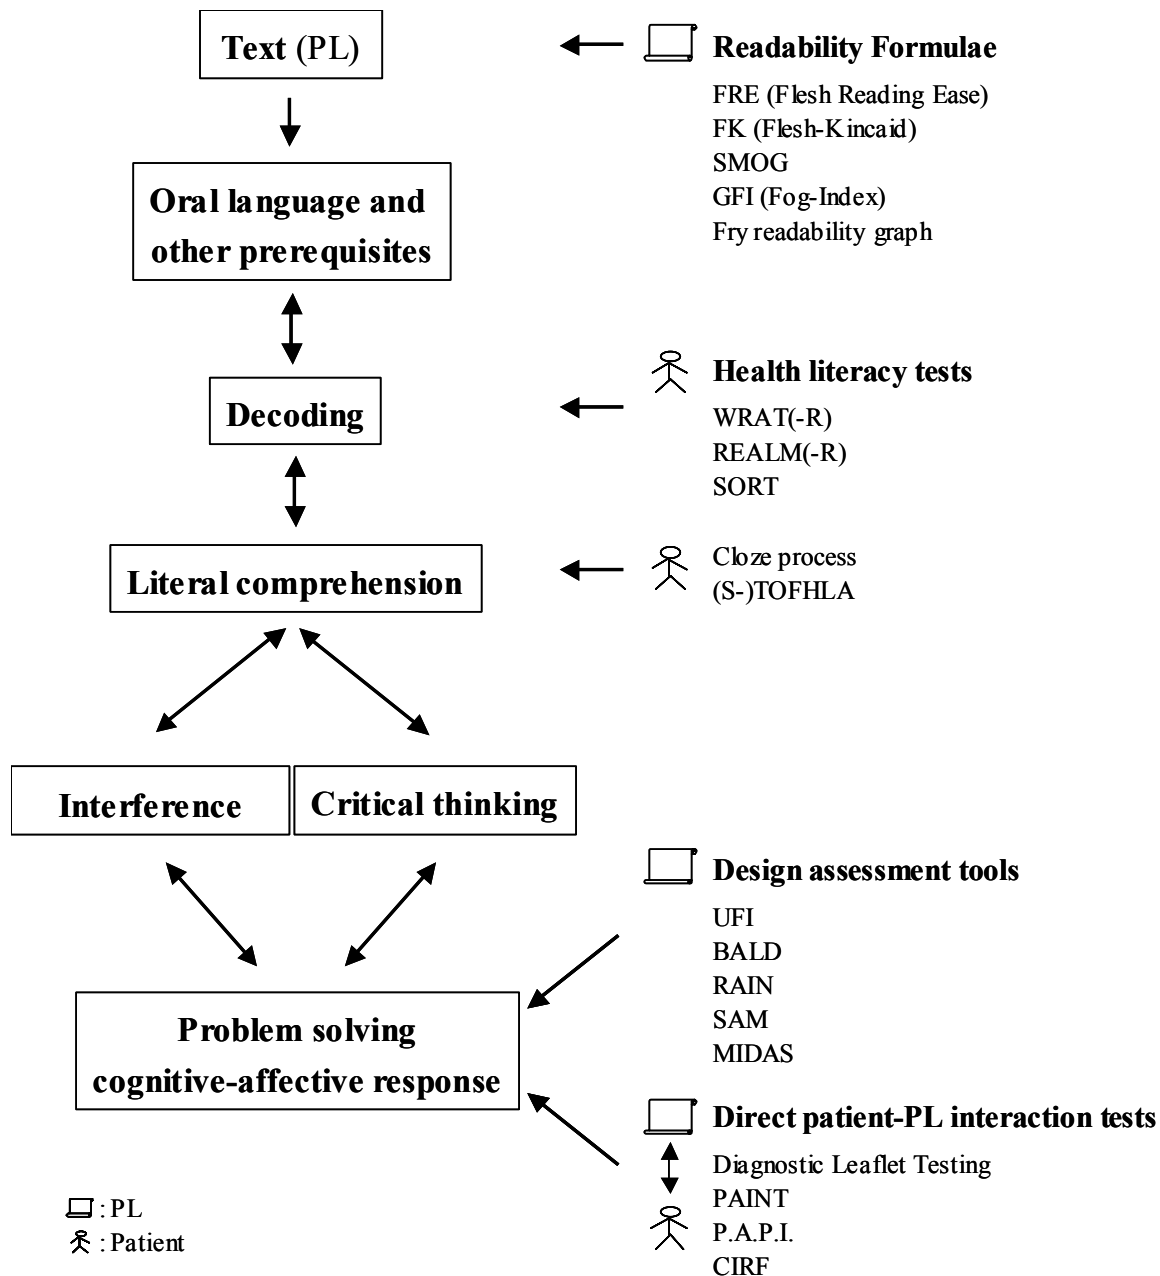 Text (PL)
Readability Formulae
FRE (Flesh Reading Ease)
FK (Flesh-Kincaid)
SMOG
GFI (Fog-Index)
Fry readability graph
Oral language and
other prerequisites
Decoding
Health literacy tests
WRAT(-R)
REALM(-R)
SORT
Literal comprehension
Cloze process
(S-)TOFHLA
Interference
Critical thinking
Design assessment tools
UFI
BALD
RAIN
SAM
MIDAS
Problem solving
cognitive-affective response
Direct patient-PL interaction tests
Diagnostic Leaflet Testing
PAINT
P.A.P.I.
CIRF
: PL
: Patient